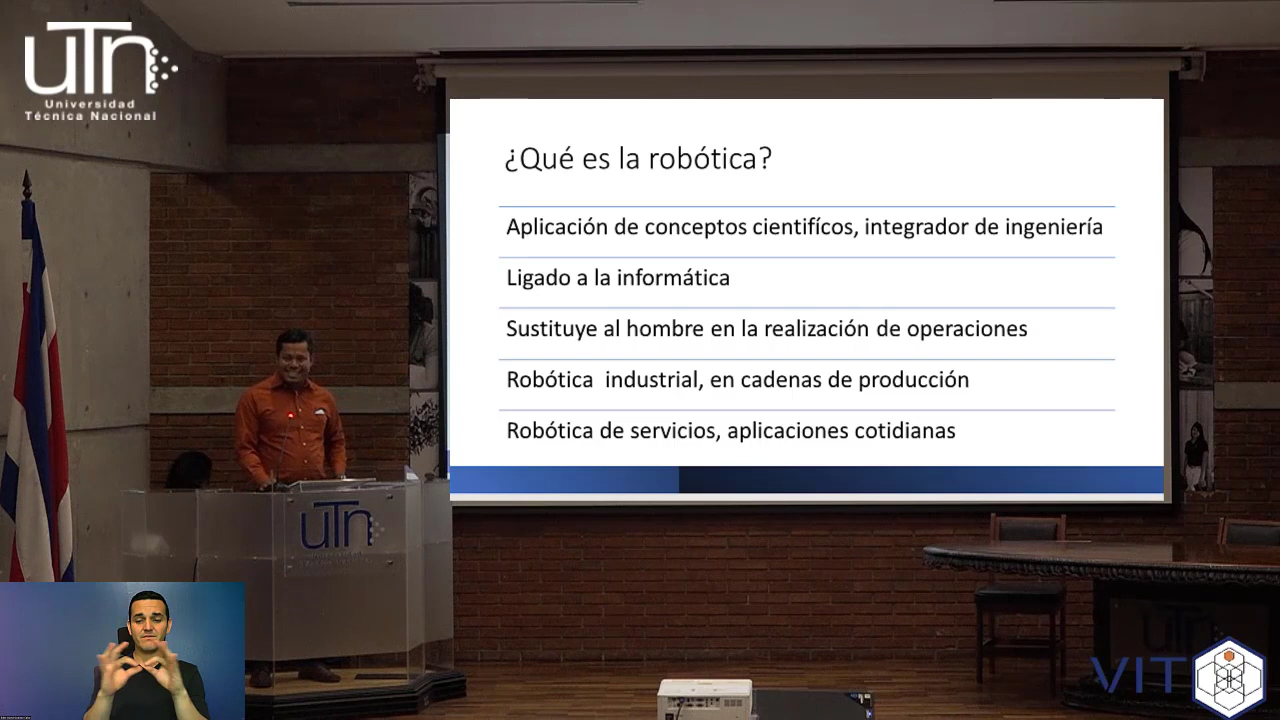 uTn
Universidad
Técnica Nacional
¿Qué es la robótica?
Aplicación de conceptos cientifícos, integrador de ingeniería
Ligado a la informática
Sustituye al hombre en la realización de operaciones
Robótica industrial, en cadenas de producción
Robótica de servicios, aplicaciones cotidianas
uTn
VIT